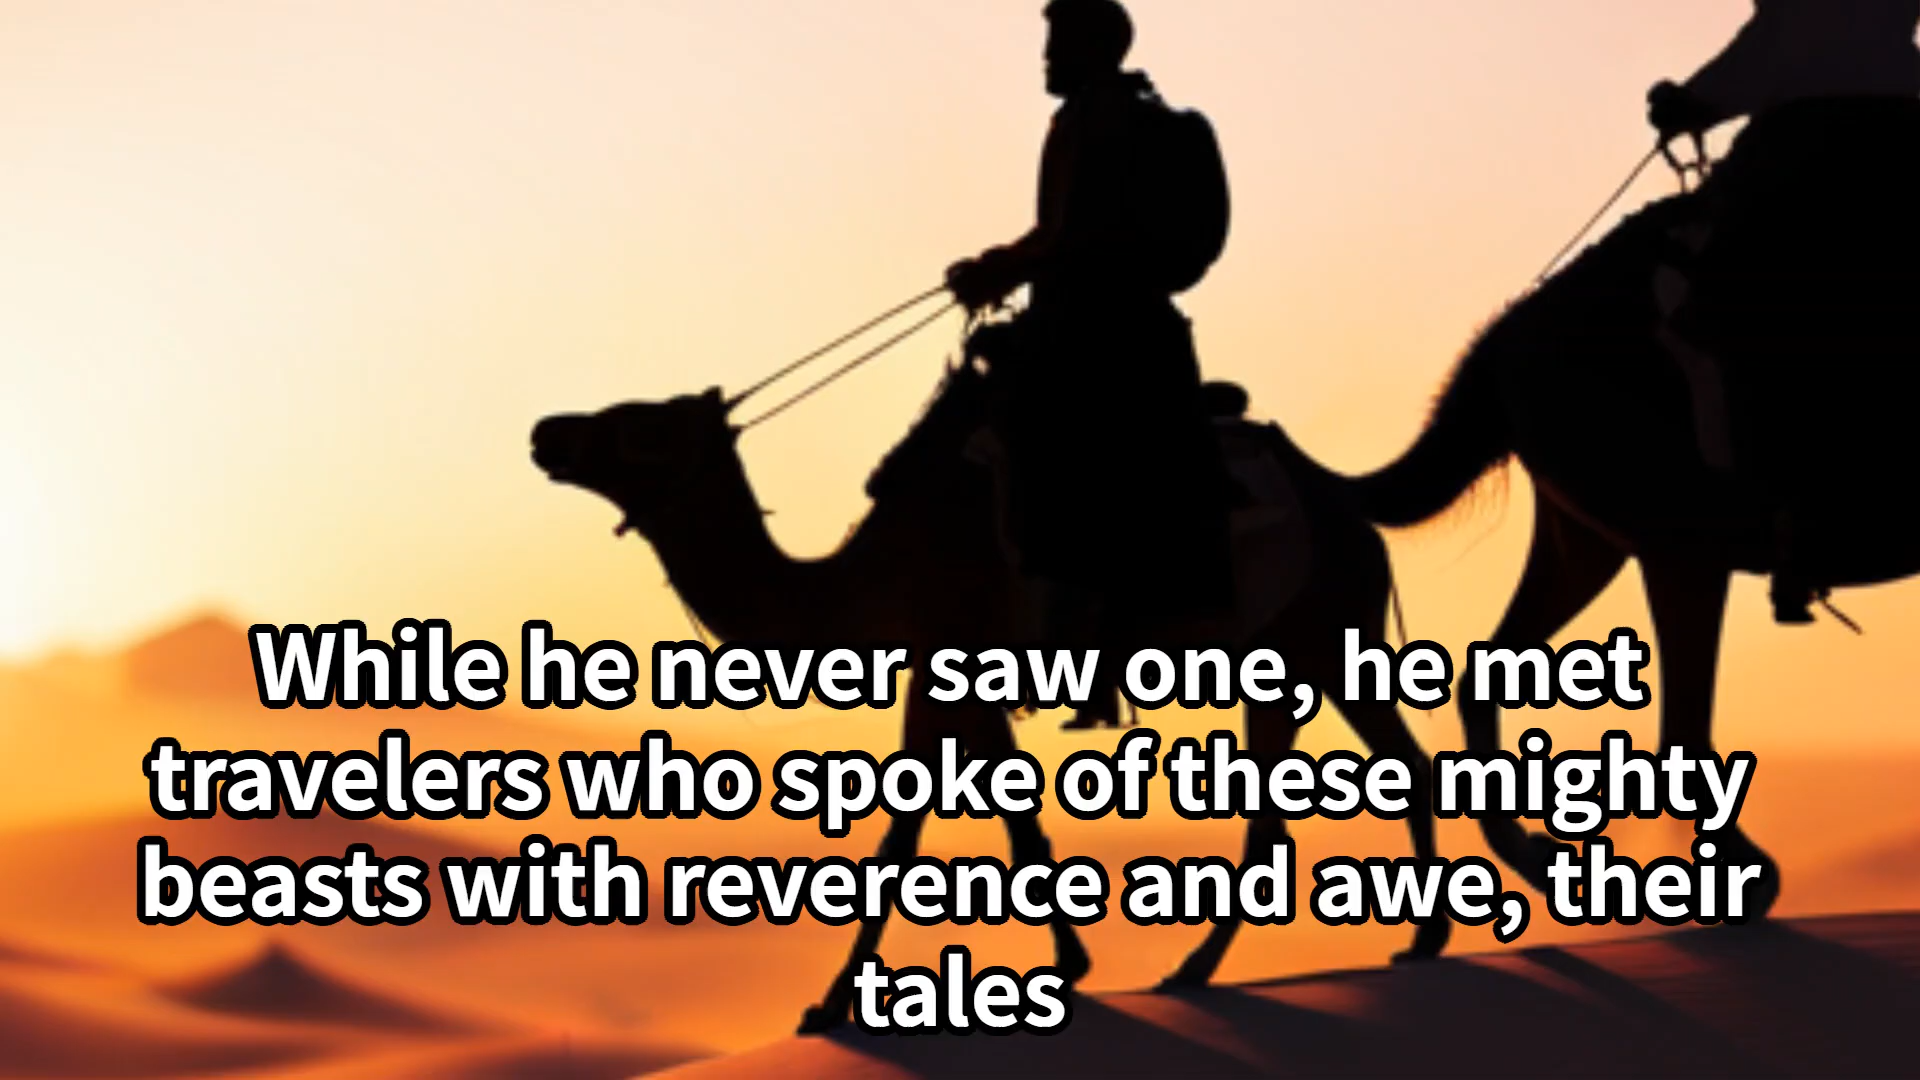 While he never saw one, he met
travelers who spoke of these mighty
beasts with reverence and awe, their
tales